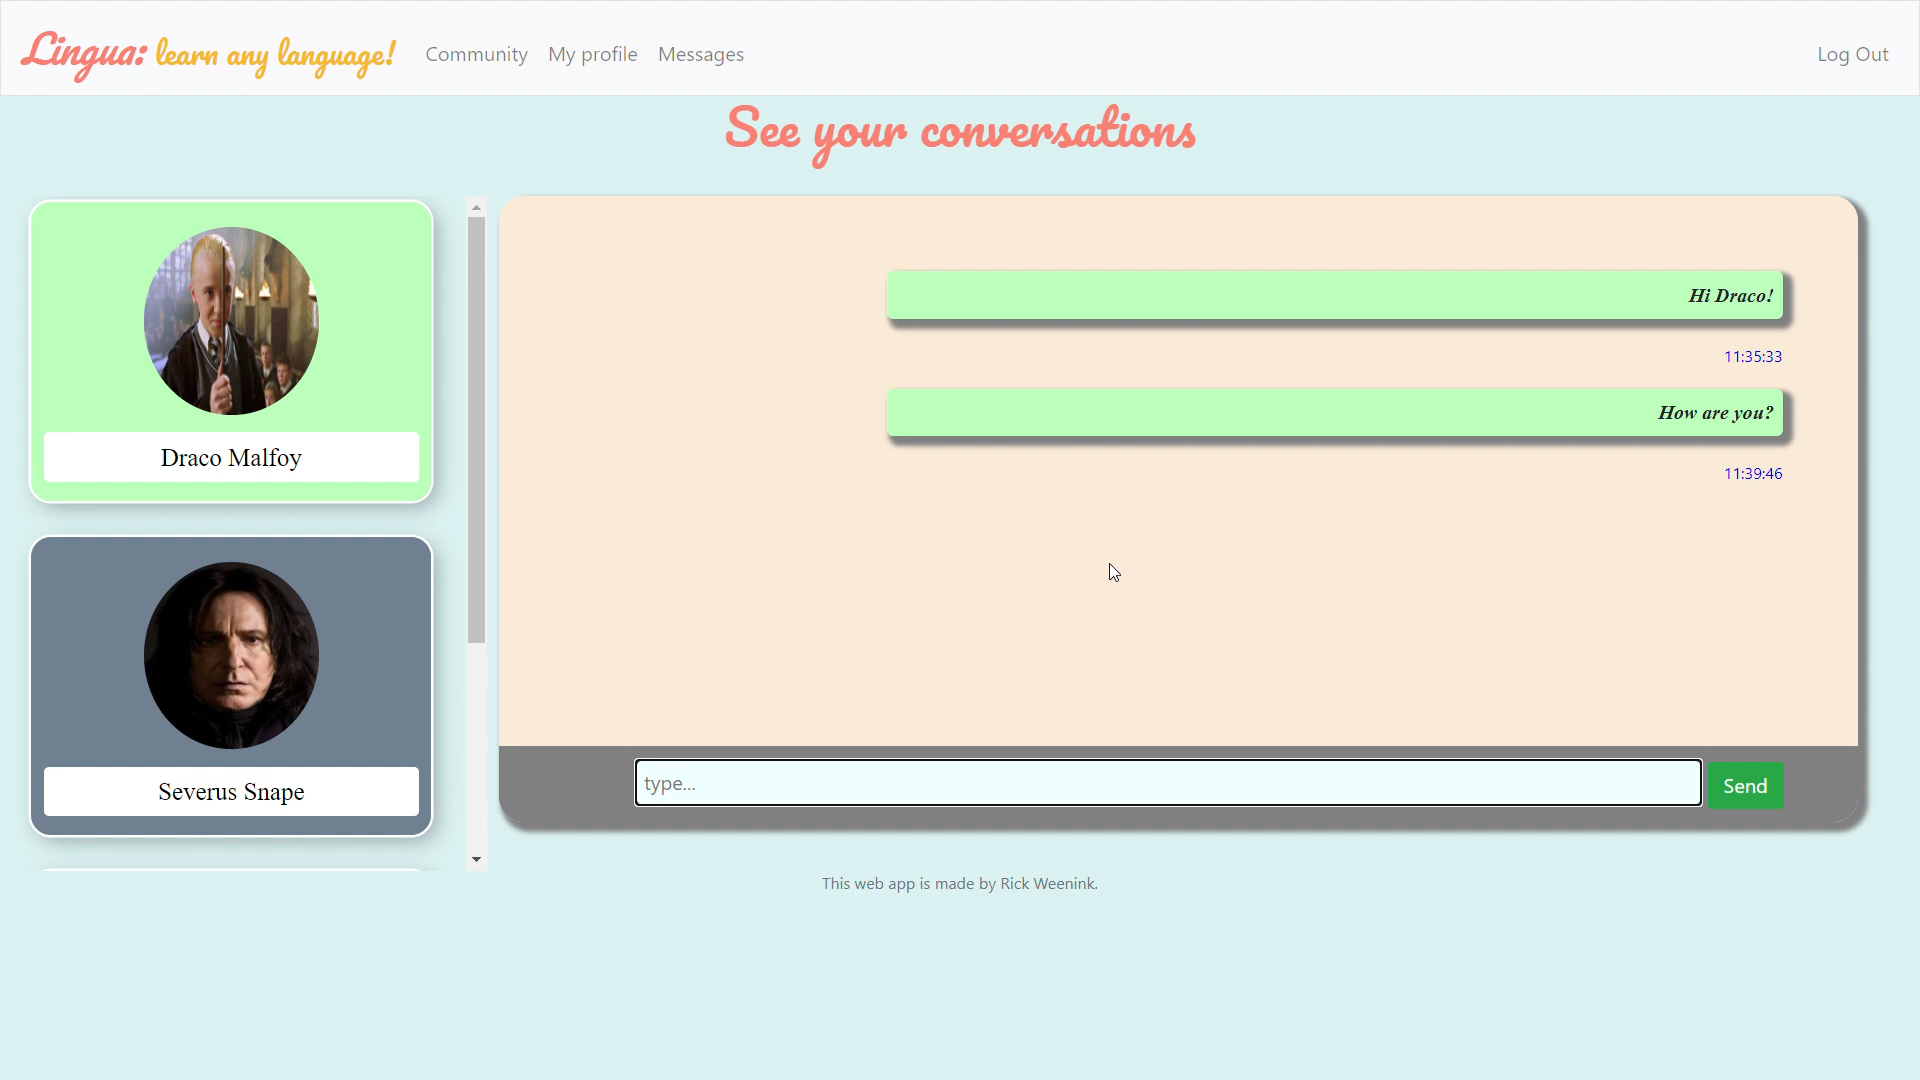 Lingua: learn any language! Community My profile Messages Log Out
See your conversations
Draco Malfoy
Severus Snape
Hi Draco!
11:35:33
How are you?
11:39:46
type...
Send
This web app is made by Rick Weenink.